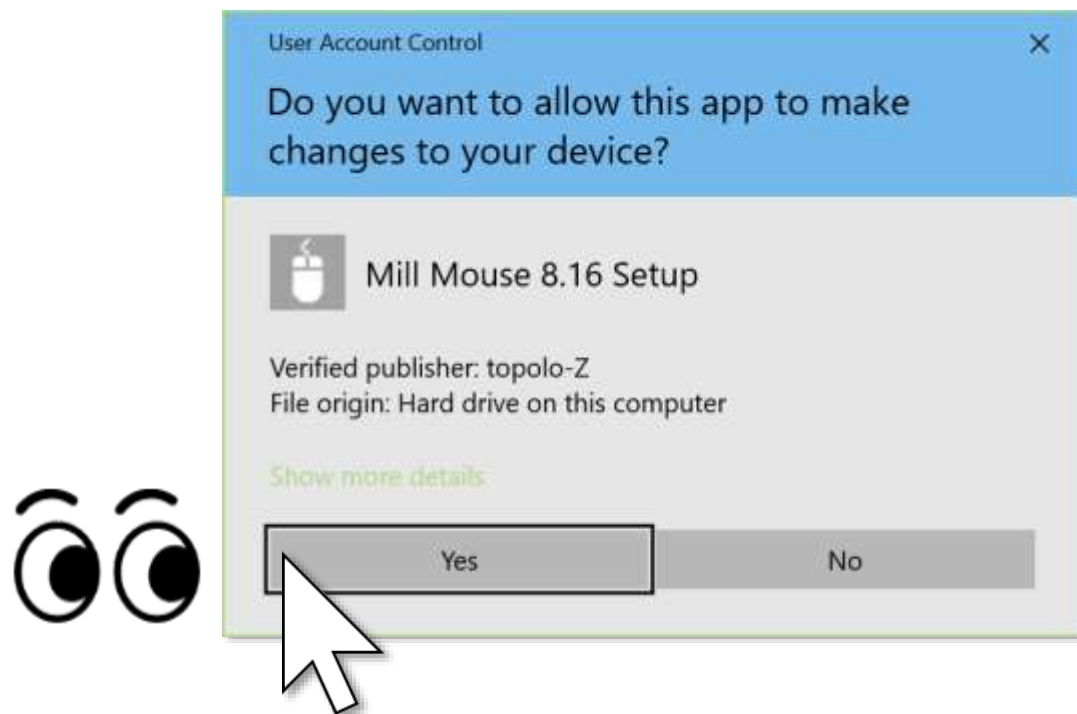 User Account Control
Do you want to allow this app to make
changes to your device?
Mill Mouse 8.16 Setup
Verified publisher: topolo-Z
File origin: Hard drive on this computer
Show more details
Yes No